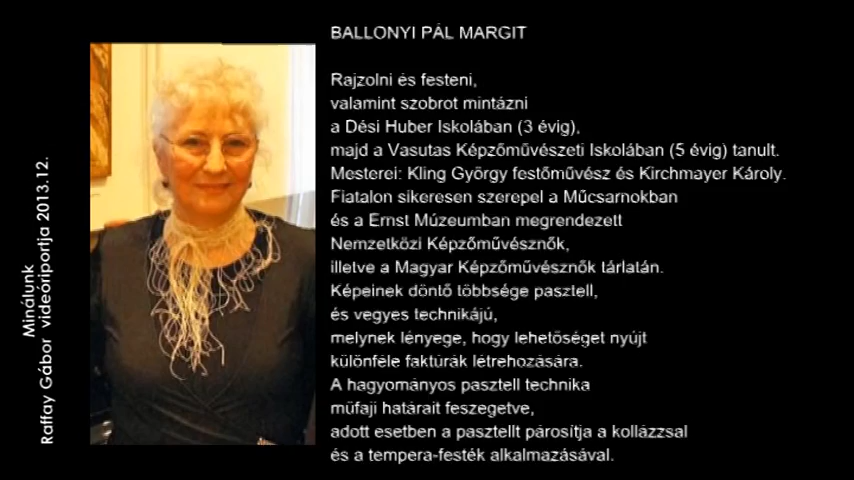 BALLONYI PÁL MARGIT
Rajzolni és festeni,
valamint szobrot mintázni
a Dési Huber Iskolában (3 évig),
majd a Vasutas Képzőművészeti Iskolában (5 évig) tanult.
Mesterei: Kling György festőművész és Kirchmayer Károly.
Fiatalon sikeresen szerepel a Műcsarnokban
és a Ernst Múzeumban megrendezett
Nemzetközi Képzőművésznők,
illetve a Magyar Képzőművésznők tárlatán.
Képeinek döntő többsége pasztell,
és vegyes technikájú,
melynek lényege, hogy lehetőséget nyújt
különféle faktúrák létrehozására.
A hagyományos pasztell technika
műfaji határait feszegetve,
adott esetben a pasztellt párosítja a kollázzsal
és a tempera-festék alkalmazásával.
Minálunk
Raffay Gábor videóriportja 2013.12.